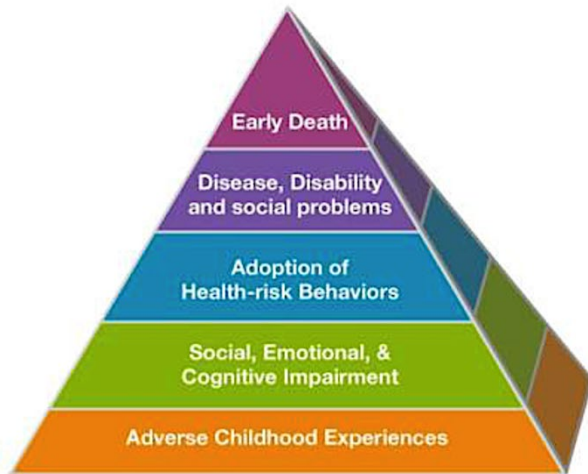 Early Death
Disease, Disability
and social problems
Adoption of
Health-risk Behaviors
Social, Emotional, &
Cognitive Impairment
Adverse Childhood Experiences